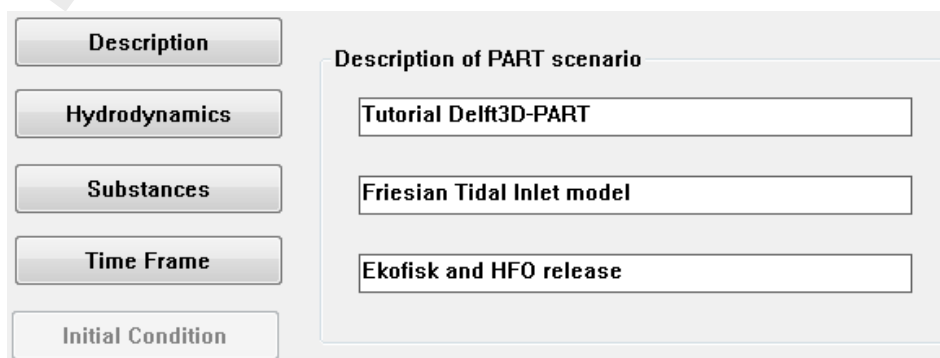 Description
Hydrodynamics
Substances
Time Frame
Initial Condition
Description of PART scenario
Tutorial Delft3D-PART
Friesian Tidal Inlet model
Ekofisk and HFO release